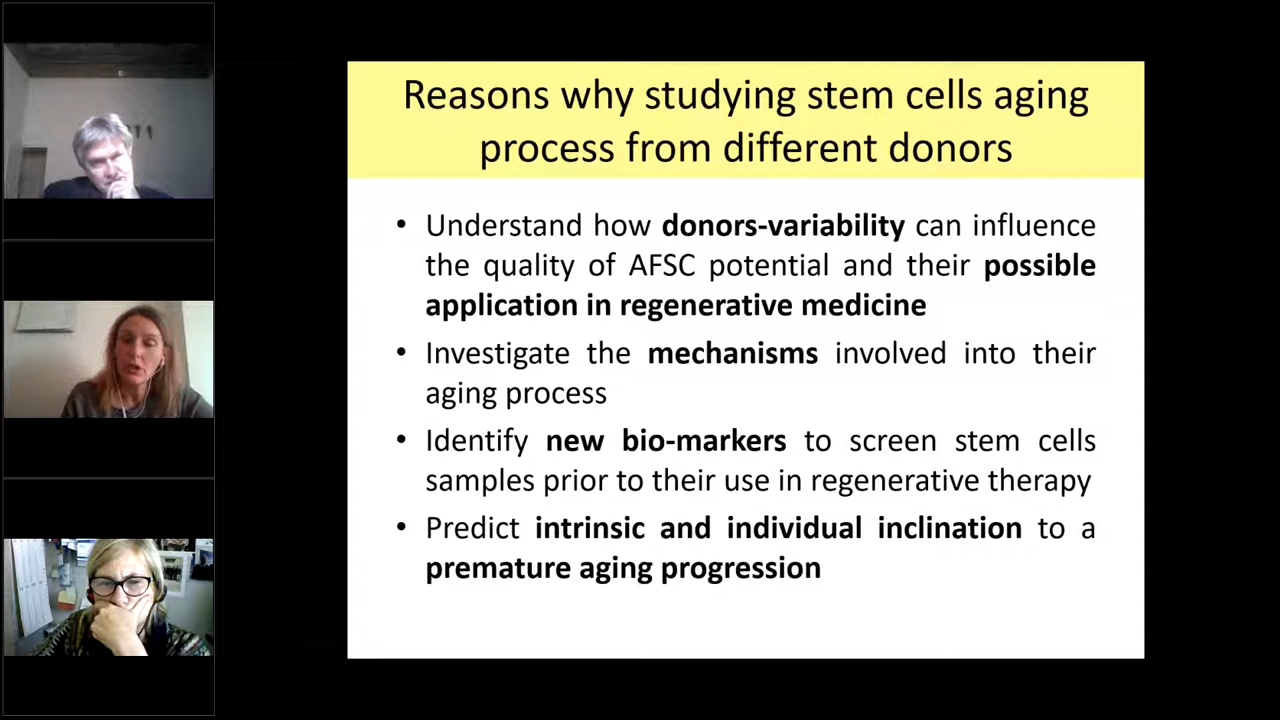 Reasons why studying stem cells aging
process from different donors
• Understand how donors-variability can influence
the quality of AFSC potential and their possible
application in regenerative medicine
• Investigate the mechanisms involved into their
aging process
• Identify new bio-markers to screen stem cells
samples prior to their use in regenerative therapy
• Predict intrinsic and individual inclination to a
premature aging progression